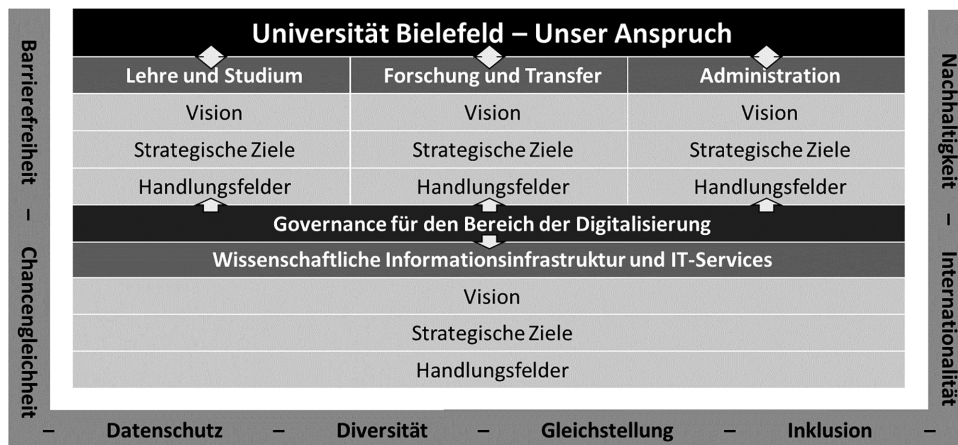 Universität Bielefeld – Unser Anspruch
Lehre und Studium
Forschung und Transfer
Administration
Vision
Vision
Vision
Strategische Ziele
Strategische Ziele
Strategische Ziele
Handlungsfelder
Handlungsfelder
Handlungsfelder
Governance für den Bereich der Digitalisierung
Wissenschaftliche Informationsinfrastruktur und IT-Services
Vision
Strategische Ziele
Handlungsfelder
Barrierefreiheit – Chancengleichheit
– Datenschutz – Diversität – Gleichstellung – Inklusion –
Nachhaltigkeit – Internationalität